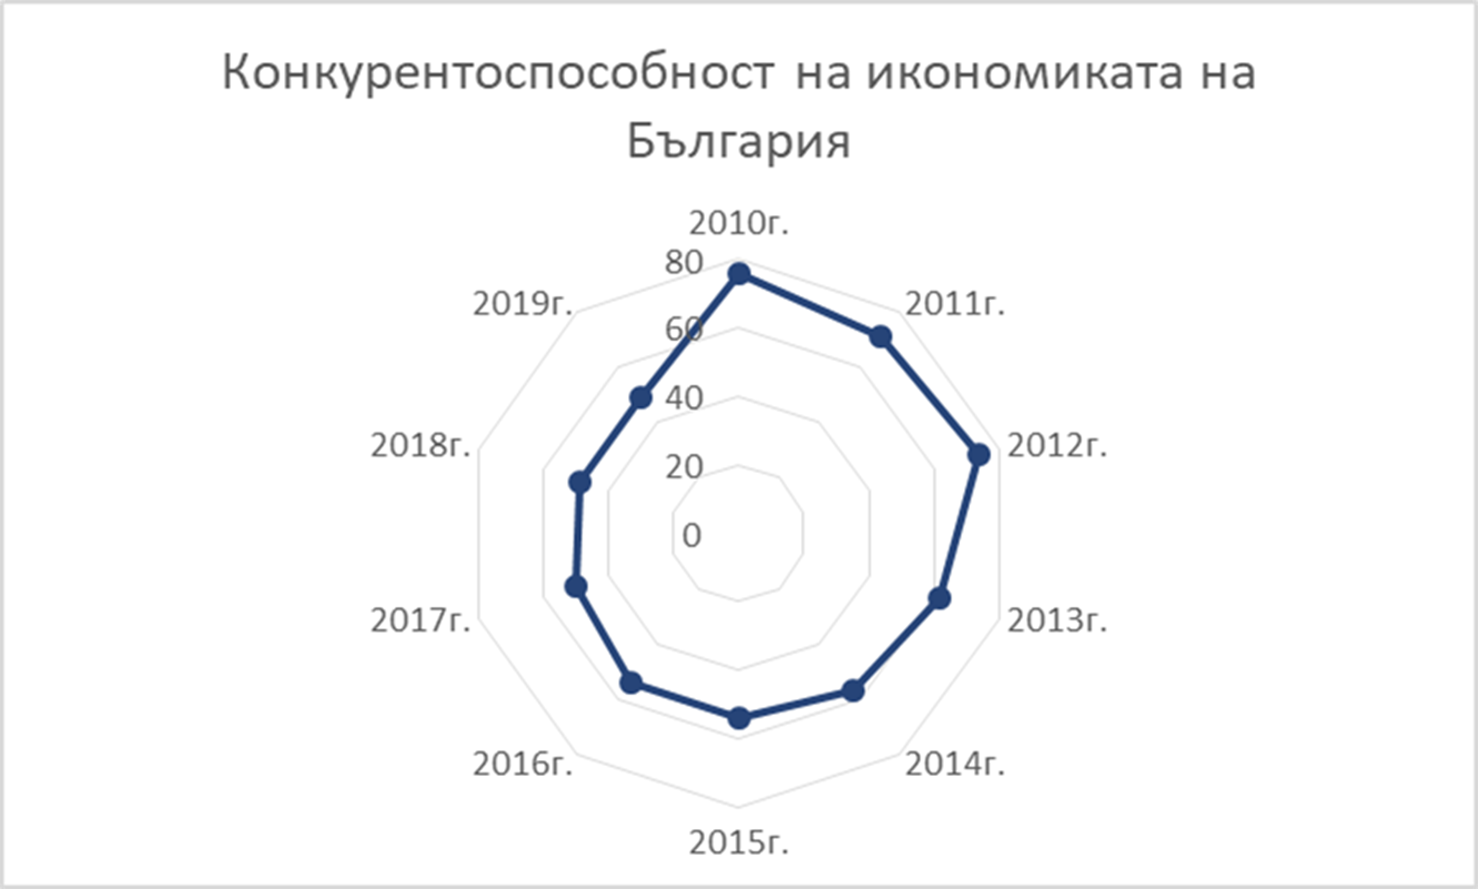 Конкурентоспособност на икономиката на
България
2010г.
80
2019г.
2011г.
60
40
2018г.
2012г.
20
0
2017г.
2013г.
2016г.
2014г.
2015г.